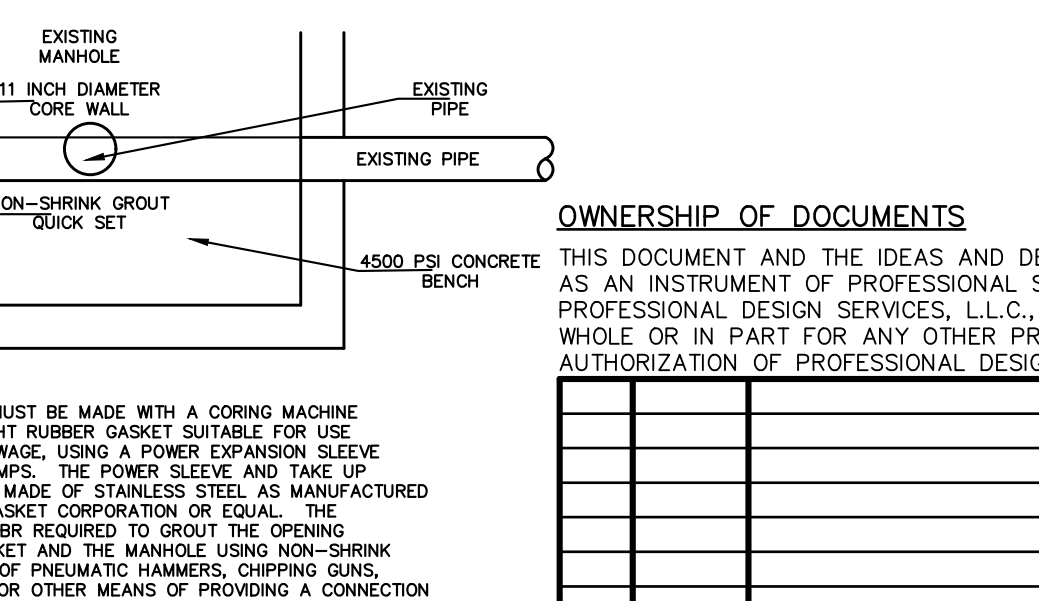 EXISTING
MANHOLE
11 INCH DIAMETER
CORE WALL
EXISTING
PIPE
EXISTING PIPE
ON-SHRINK GROUT
QUICK SET
4500 PSI CONCRETE
BENCH
OWNERSHIP OF DOCUMENTS
THIS DOCUMENT AND THE IDEAS AND DE
AS AN INSTRUMENT OF PROFESSIONAL S
PROFESSIONAL DESIGN SERVICES, L.L.C.,
WHOLE OR IN PART FOR ANY OTHER PR
AUTHORIZATION OF PROFESSIONAL DESIG
MUST BE MADE WITH A CORING MACHINE
HT RUBBER GASKET SUITABLE FOR USE
WAGE, USING A POWER EXPANSION SLEEVE
MPS. THE POWER SLEEVE AND TAKE UP
MADE OF STAINLESS STEEL AS MANUFACTURED
ASKET CORPORATION OR EQUAL. THE
BR REQUIRED TO GROUT THE OPENING
KET AND THE MANHOLE USING NON-SHRINK
OF PNEUMATIC HAMMERS, CHIPPING GUNS,
OR OTHER MEANS OF PROVIDING A CONNECTION